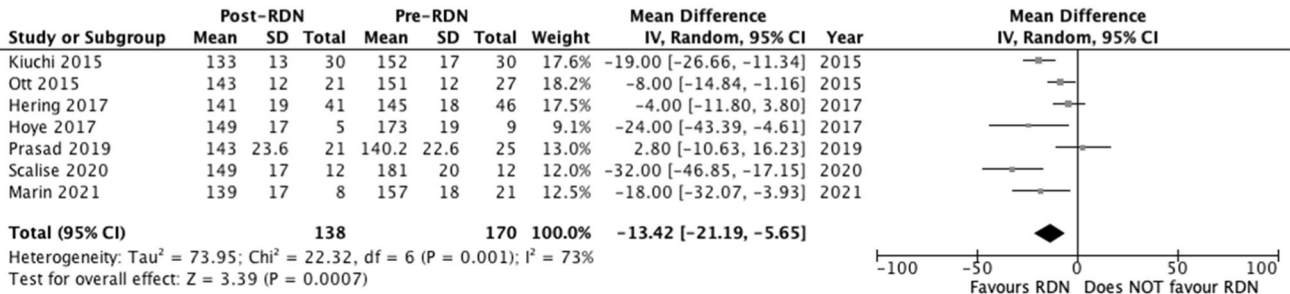 Post-RDN Pre-RDN Mean Difference Mean Difference
Study or Subgroup Mean SD Total Mean SD Total Weight IV, Random, 95% CI Year IV, Random, 95% CI
Kiuchi 2015 133 13 30 152 17 30 17.6% -19.00 [-26.66, -11.34] 2015
Ott 2015 143 12 21 151 12 27 18.2% -8.00 [-14.84, -1.16] 2015
Hering 2017 141 19 41 145 18 46 17.5% -4.00 [-11.80, 3.80] 2017
Hoye 2017 149 17 5 173 19 9 9.1% -24.00 [-43.39, -4.61] 2017
Prasad 2019 143 23.6 21 140.2 22.6 25 13.0% 2.80 [-10.63, 16.23] 2019
Scalise 2020 149 17 12 181 20 12 12.0% -32.00 [-46.85, -17.15] 2020
Marin 2021 139 17 8 157 18 21 12.5% -18.00 [-32.07, -3.93] 2021
Total (95% CI) 138 170 100.0% -13.42 [-21.19, -5.65]
Heterogeneity: Tau² = 73.95; Chi² = 22.32, df = 6 (P = 0.001); I² = 73%
Test for overall effect: Z = 3.39 (P = 0.0007)
-100 -50 0 50 100
Favours RDN Does NOT favour RDN